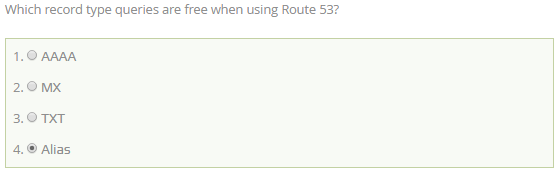 Which record type queries are free when using Route 53?
1. AAAA
2. MX
3. TXT
4. Alias